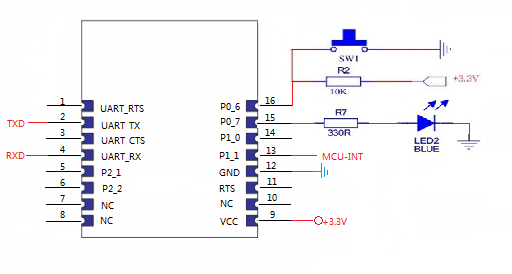 SW1
R2
10K
+3.3V
1 UART_RTS P0_6 16
TXD 2 UART TX P0_7 15 R7 330R LED2 BLUE
3 UART CTS P1_0 14
RXD 4 UART_RX P1_1 13 MCU-INT
5 P2_1 GND 12
6 P2_2 RTS 11
7 NC NC 10
8 NC VCC 9 +3.3V